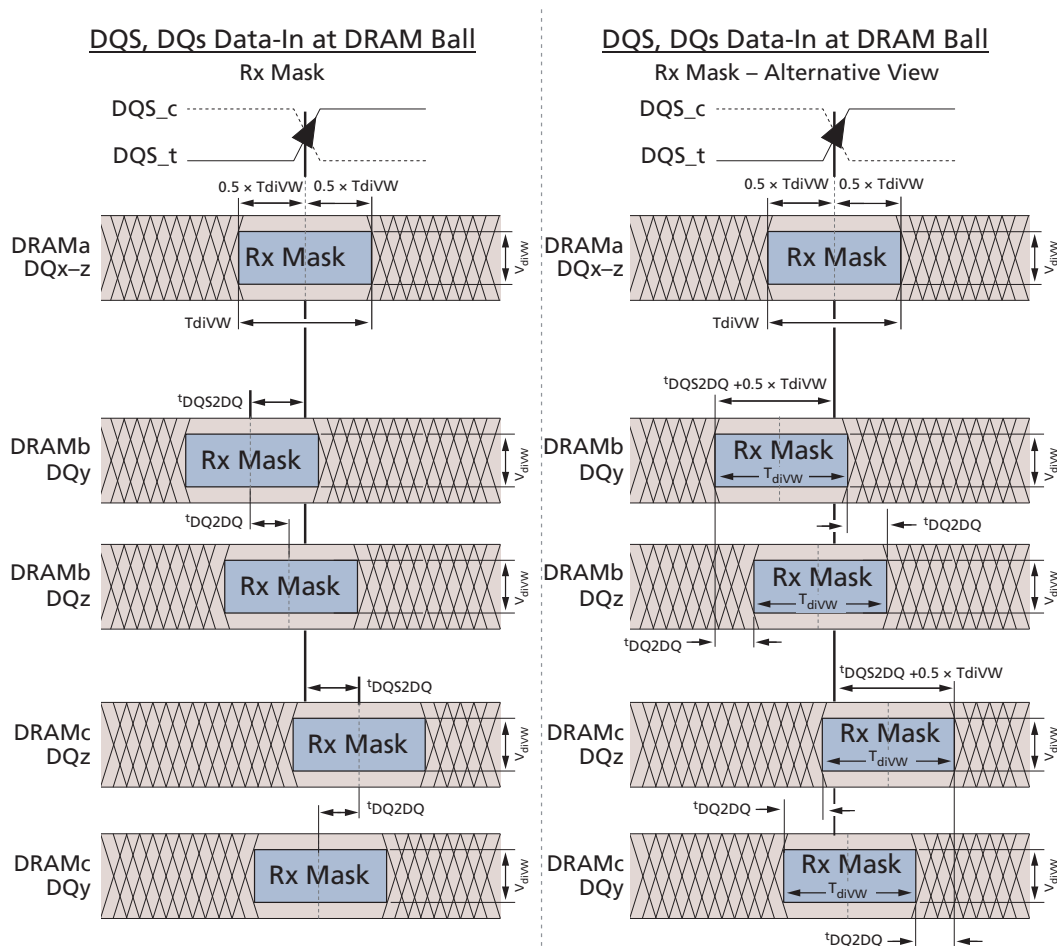 DQS, DQs Data-In at DRAM Ball
Rx Mask
DQS_c
DQS_t
0.5 × TdiVW 0.5 × TdiVW
DRAMa
DQx–z
Rx Mask
VdiVW
TdiVW
tDQS2DQ
DRAMb
DQy
Rx Mask
VdiVW
tDQ2DQ
DRAMb
DQz
Rx Mask
VdiVW
tDQS2DQ
DRAMc
DQz
Rx Mask
VdiVW
tDQ2DQ
DRAMc
DQy
Rx Mask
VdiVW
DQS, DQs Data-In at DRAM Ball
Rx Mask – Alternative View
DQS_c
DQS_t
0.5 × TdiVW 0.5 × TdiVW
DRAMa
DQx–z
Rx Mask
VdiVW
TdiVW
tDQS2DQ +0.5 × TdiVW
DRAMb
DQy
Rx Mask
TdiVW
VdiVW
tDQ2DQ
DRAMb
DQz
Rx Mask
TdiVW
VdiVW
tDQ2DQ
tDQS2DQ +0.5 × TdiVW
DRAMc
DQz
Rx Mask
TdiVW
VdiVW
tDQ2DQ
DRAMc
DQy
Rx Mask
TdiVW
VdiVW
tDQ2DQ